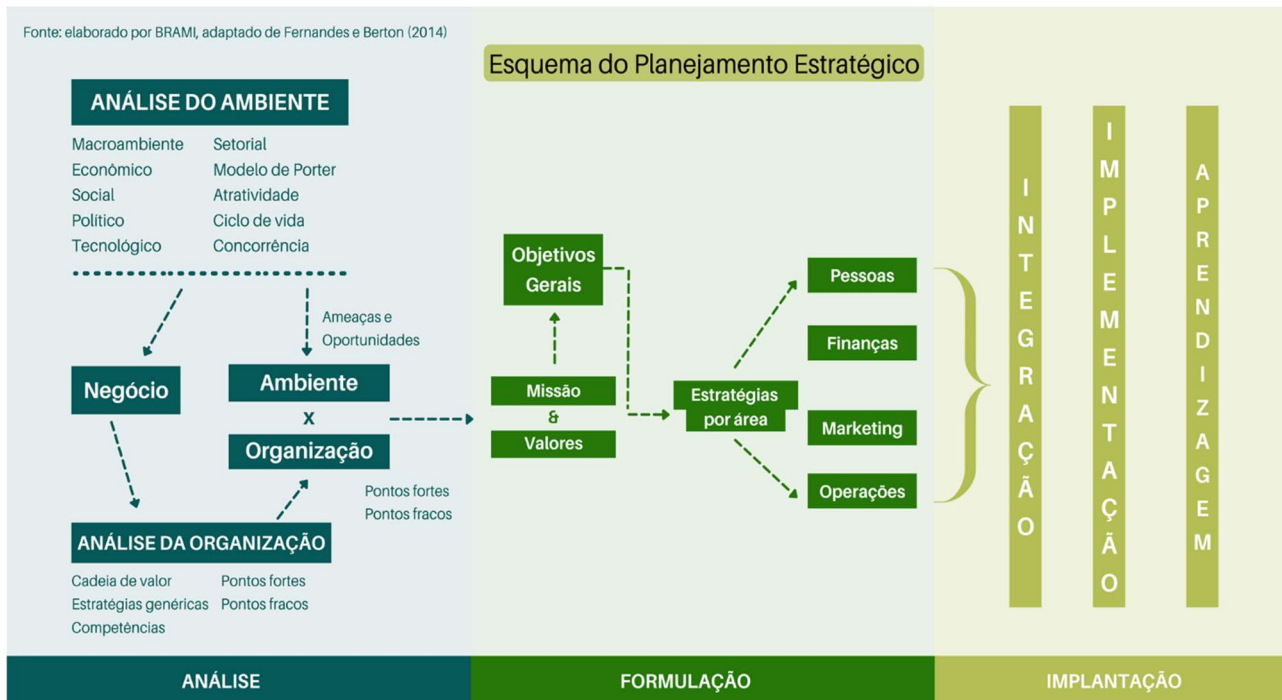 Fonte: elaborado por BRAMI, adaptado de Fernandes e Berton (2014)
Esquema do Planejamento Estratégico
ANÁLISE DO AMBIENTE
Macroambiente
Econômico
Social
Político
Tecnológico
Setorial
Modelo de Porter
Atratividade
Ciclo de vida
Concorrência
Ameaças e
Oportunidades
Negócio
Ambiente
X
Organização
Pontos fortes
Pontos fracos
ANÁLISE DA ORGANIZAÇÃO
Cadeia de valor
Estratégias genéricas
Competências
Pontos fortes
Pontos fracos
Objetivos
Gerais
Missão
&
Valores
Estratégias
por área
Pessoas
Finanças
Marketing
Operações
INTEGRAÇÃO
IMPLEMENTAÇÃO
APRENDIZAGEM
ANÁLISE
FORMULAÇÃO
IMPLANTAÇÃO